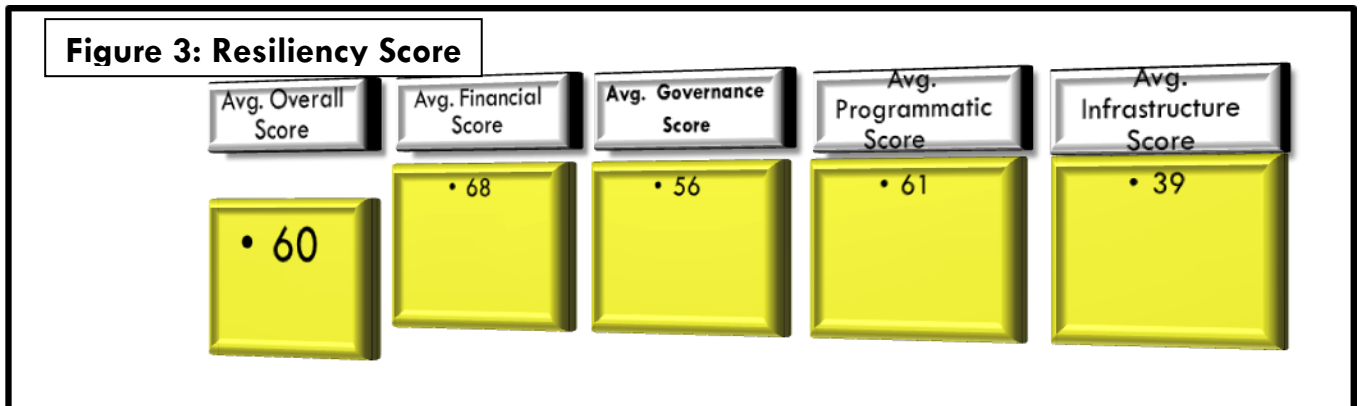 Figure 3: Resiliency Score
Avg. Overall
Score
Avg. Financial
Score
Avg. Governance
Score
Avg.
Programmatic
Score
Avg.
Infrastructure
Score
• 60
• 68
• 56
• 61
• 39